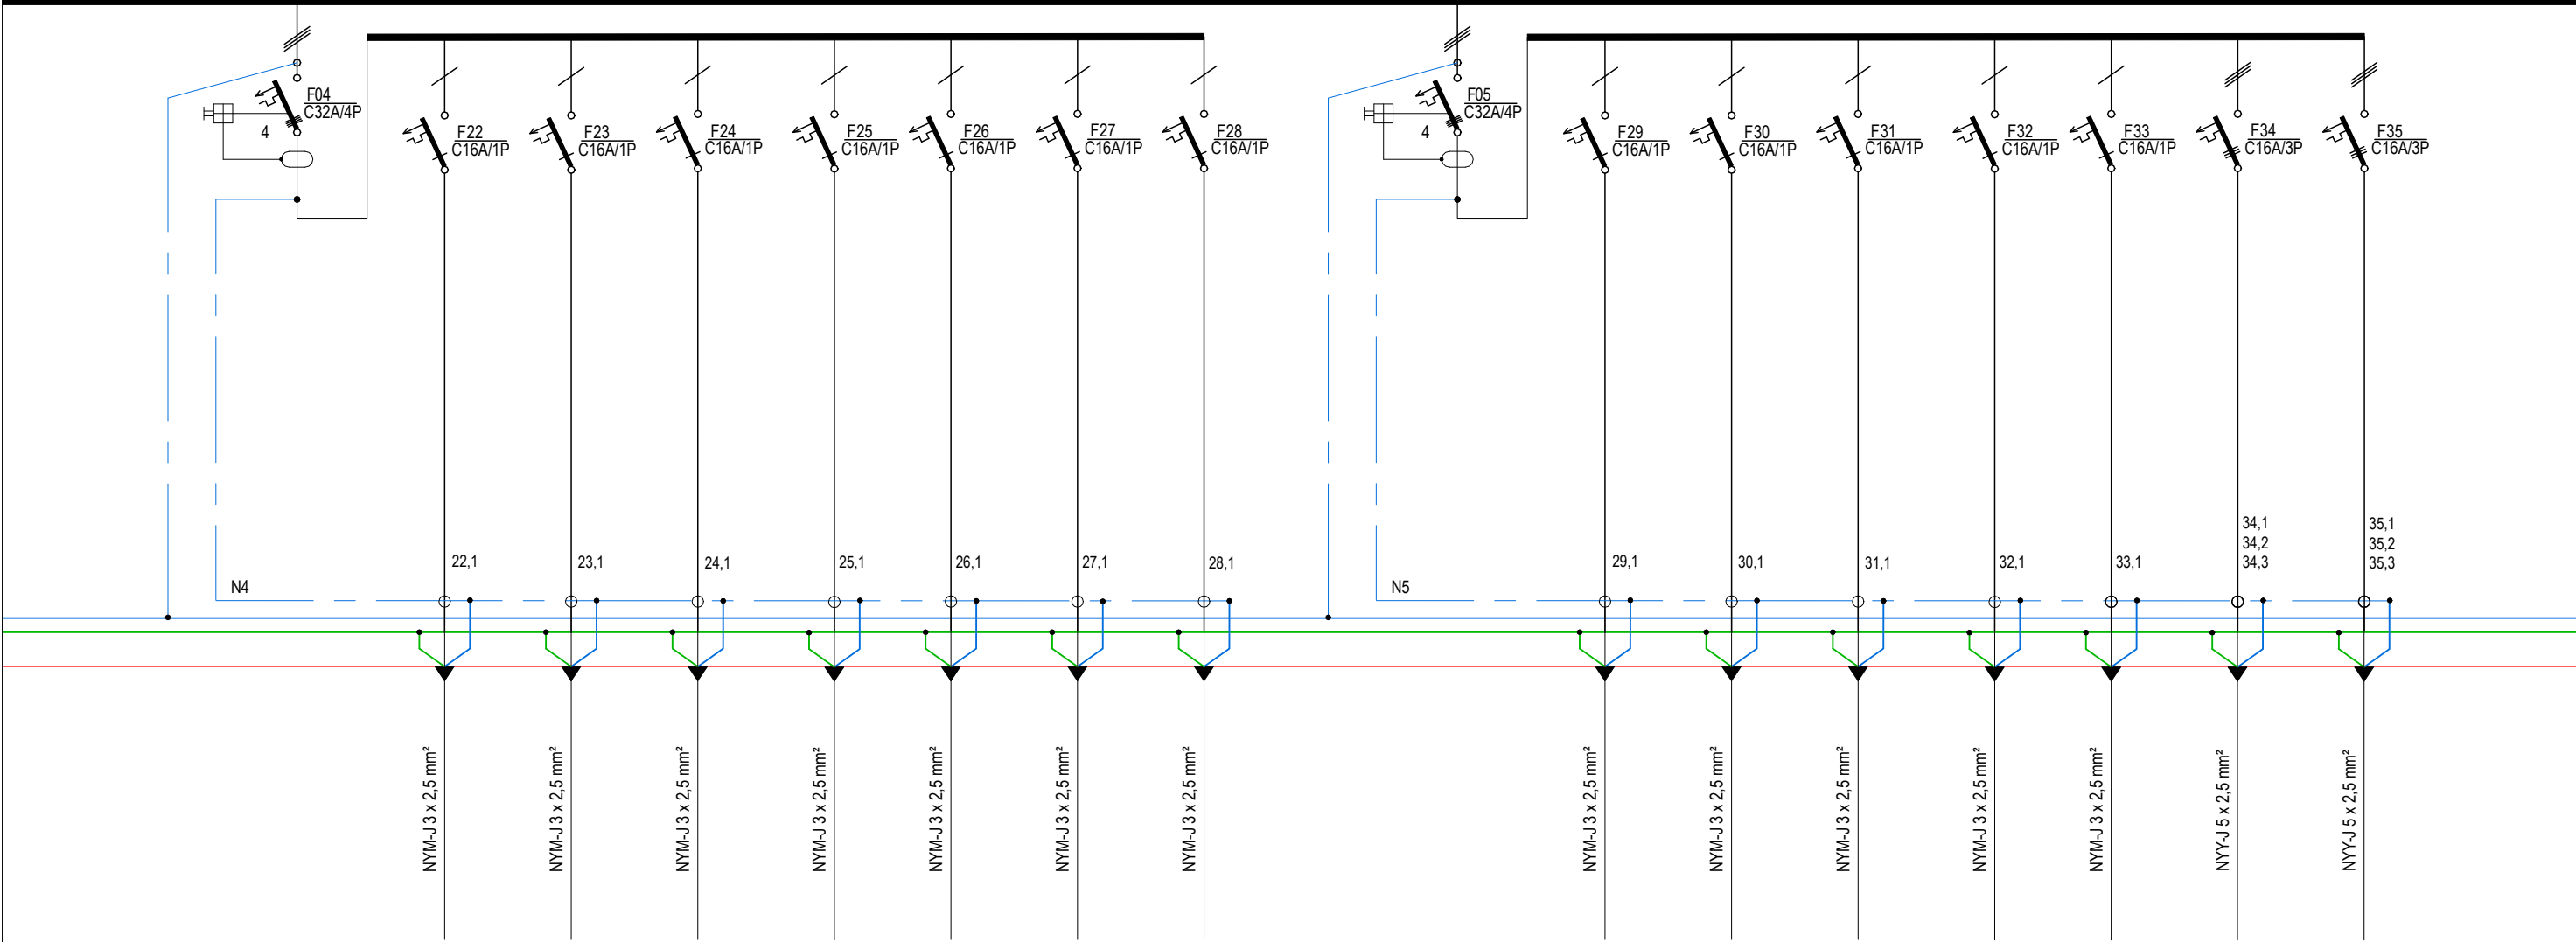 F04
C32A/4P
4
F22
C16A/1P
F23
C16A/1P
F24
C16A/1P
F25
C16A/1P
F26
C16A/1P
F27
C16A/1P
F28
C16A/1P
F05
C32A/4P
4
F29
C16A/1P
F30
C16A/1P
F31
C16A/1P
F32
C16A/1P
F33
C16A/1P
F34
C16A/3P
F35
C16A/3P
22,1
23,1
24,1
25,1
26,1
27,1
28,1
29,1
30,1
31,1
32,1
33,1
34,1
34,2
34,3
35,1
35,2
35,3
N4
N5
NYM-J 3 x 2,5 mm²
NYM-J 3 x 2,5 mm²
NYM-J 3 x 2,5 mm²
NYM-J 3 x 2,5 mm²
NYM-J 3 x 2,5 mm²
NYM-J 3 x 2,5 mm²
NYM-J 3 x 2,5 mm²
NYM-J 3 x 2,5 mm²
NYM-J 3 x 2,5 mm²
NYM-J 3 x 2,5 mm²
NYM-J 3 x 2,5 mm²
NYM-J 3 x 2,5 mm²
NYY-J 5 x 2,5 mm²
NYY-J 5 x 2,5 mm²